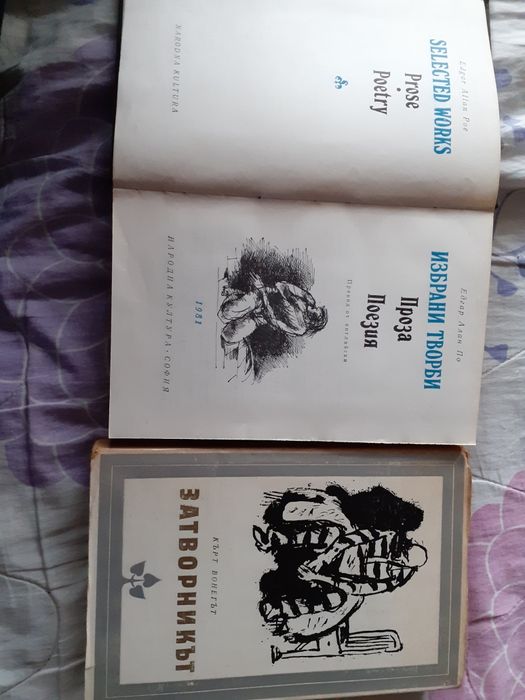 Edgar Allan Poe
SELECTED WORKS
Prose
•
Poetry
NARODNA KULTURA
Едгар Алан По
ИЗБРАНИ ТВОРБИ
Проза
Поезия
Превод от английски
1981
НАРОДНА КУЛТУРА · СОФИЯ
КЪРТ ВОНЕГЪТ
ЗАТВОРНИКЪТ